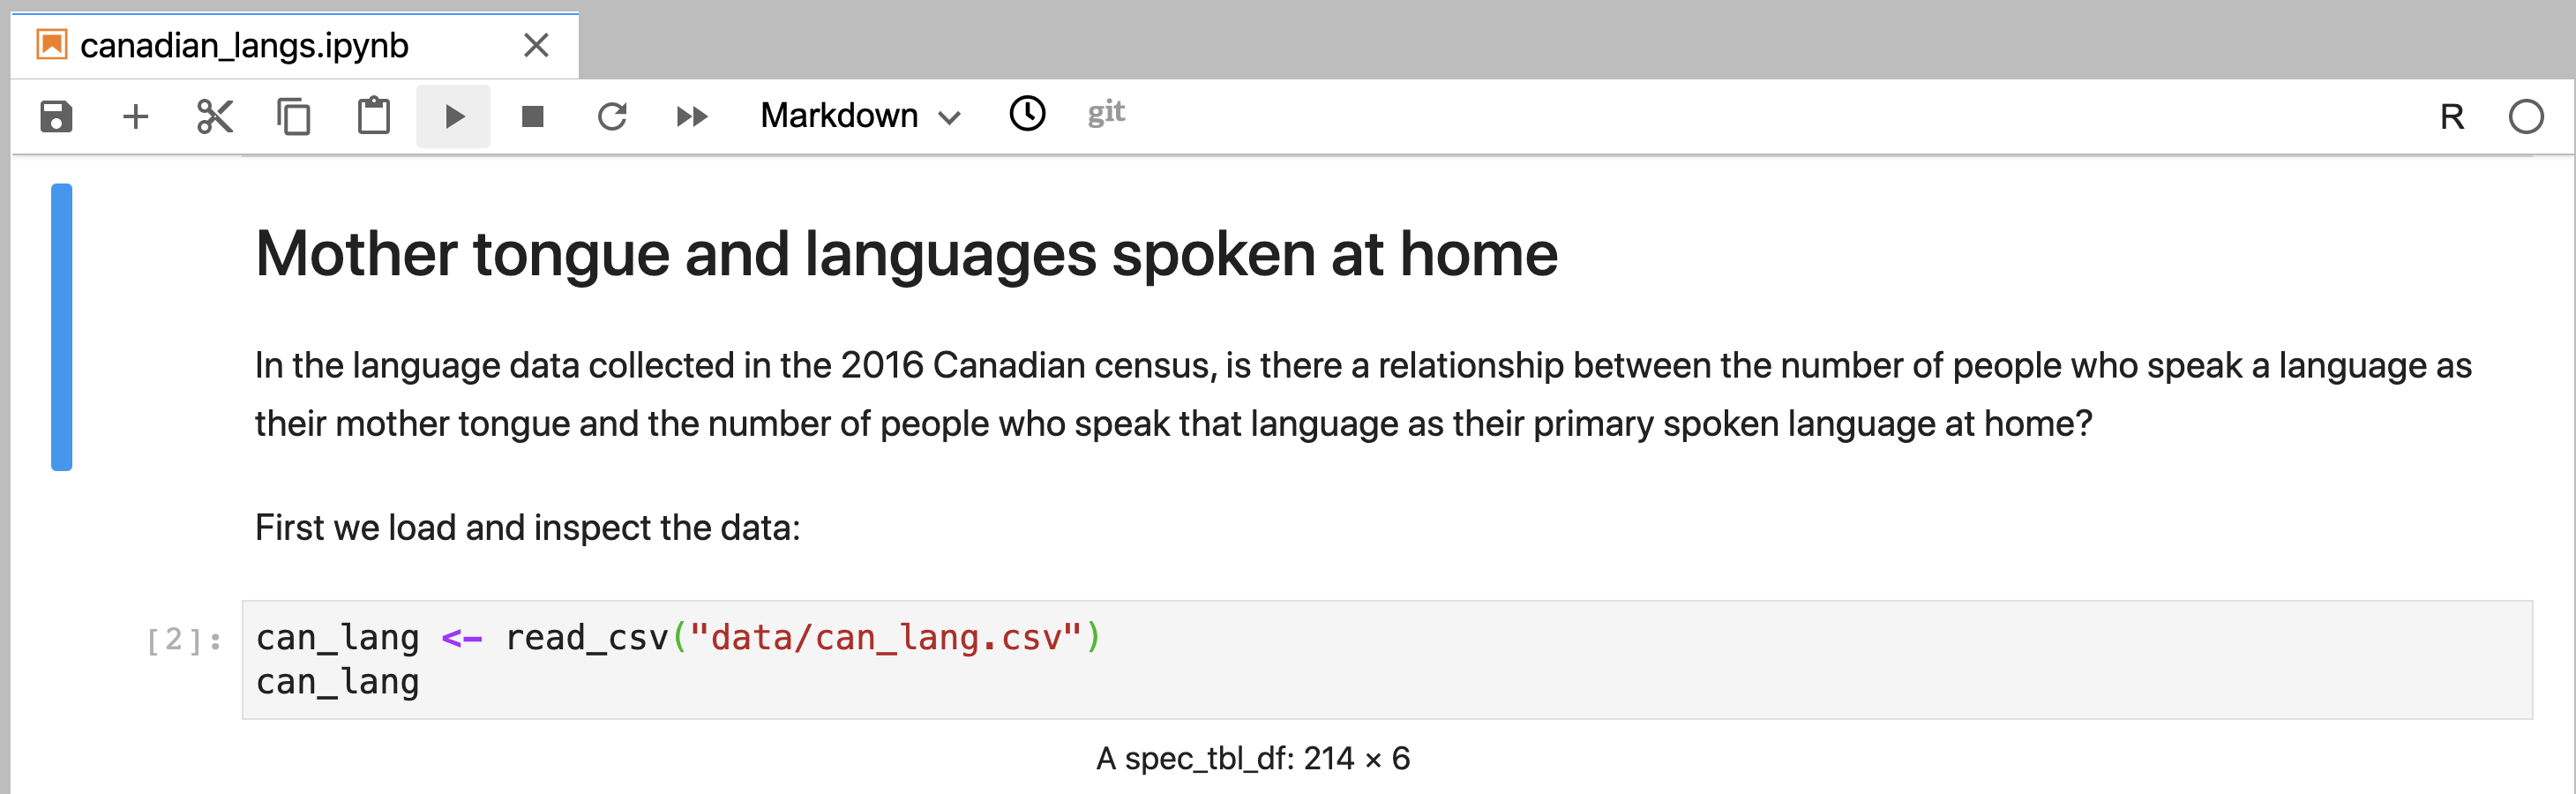 canadian_langs.ipynb
Markdown
git
R
Mother tongue and languages spoken at home
In the language data collected in the 2016 Canadian census, is there a relationship between the number of people who speak a language as
their mother tongue and the number of people who speak that language as their primary spoken language at home?
First we load and inspect the data:
[2]: can_lang <- read_csv("data/can_lang.csv")
can_lang
A spec_tbl_df: 214 × 6